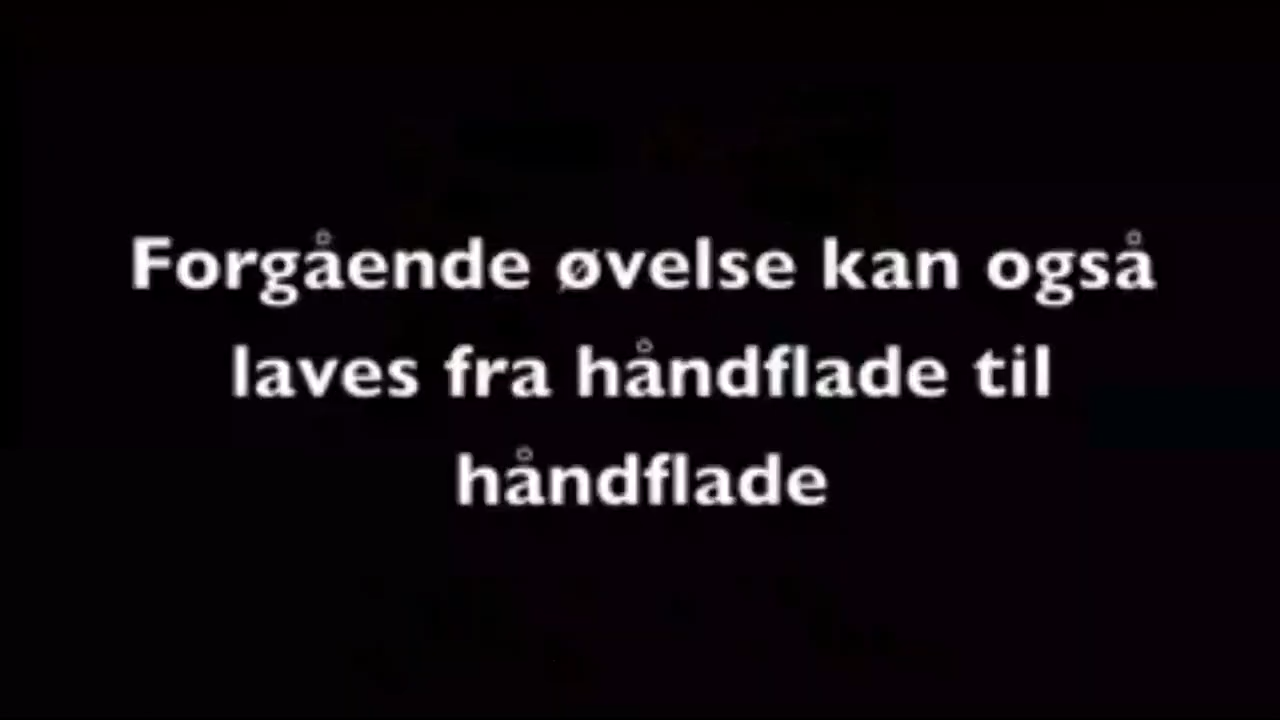 Forgående øvelse kan også
laves fra håndflade til
håndflade